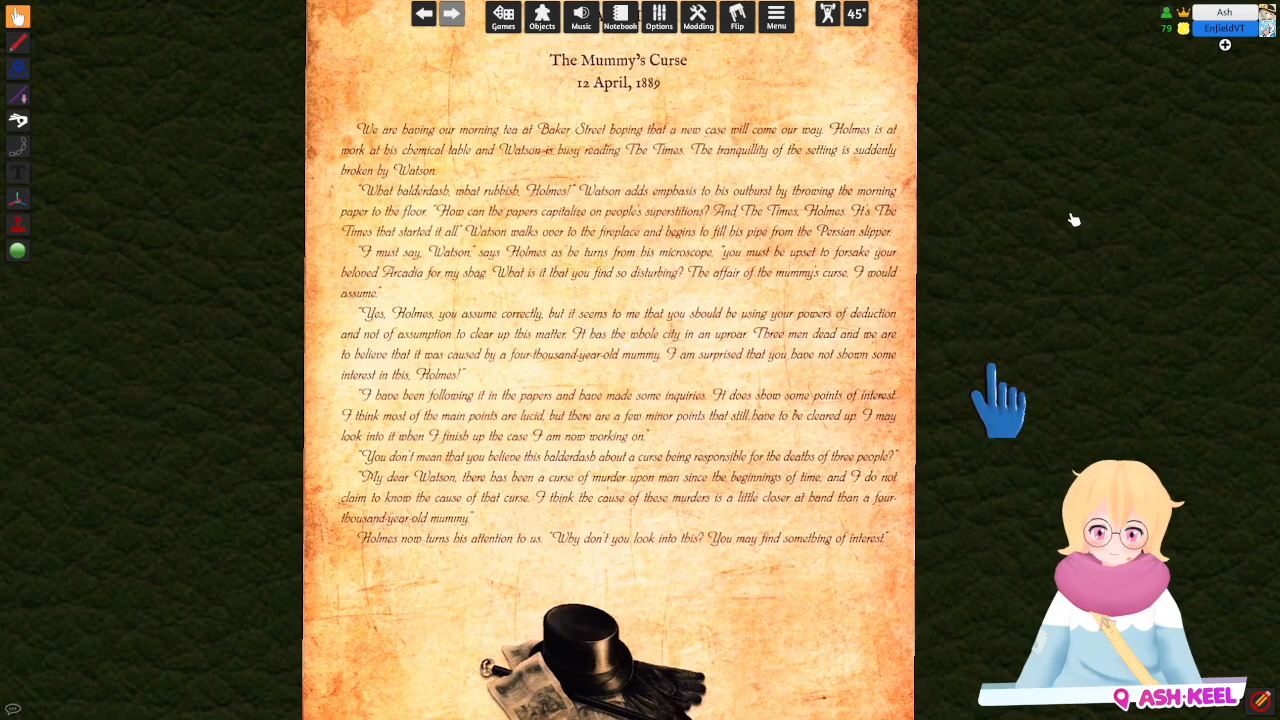 Games Objects Music Notebook Options Modding Flip Menu 45°
Ash
79 EnfieldVT
The Mummy's Curse
12 April, 1889
We are having our morning tea at Baker Street hoping that a new case will come our way. Holmes is at
work at his chemical table and Watson is busy reading The Times. The tranquillity of the setting is suddenly
broken by Watson.
"What balderdash, what rubbish, Holmes!" Watson adds emphasis to his outburst by throwing the morning
paper to the floor. "How can the papers capitalize on people's superstitions? And The Times, Holmes. It's The
Times that started it all." Watson walks over to the fireplace and begins to fill his pipe from the Persian slipper.
"I must say, Watson," says Holmes as he turns from his microscope, "you must be upset to forsake your
beloved Arcadia for my shag. What is it that you find so disturbing? The affair of the mummy's curse, I would
assume."
"Yes, Holmes, you assume correctly, but it seems to me that you should be using your powers of deduction
and not of assumption to clear up this matter. It has the whole city in an uproar. Three men dead and we are
to believe that it was caused by a four-thousand-year-old mummy. I am surprised that you have not shown some
interest in this, Holmes!"
"I have been following it in the papers and have made some inquiries. It does show some points of interest.
I think most of the main points are lucid, but there are a few minor points that still have to be cleared up. I may
look into it when I finish up the case I am now working on."
"You don't mean that you believe this balderdash about a curse being responsible for the deaths of three people?"
"My dear Watson, there has been a curse of murder upon man since the beginnings of time, and I do not
claim to know the cause of that curse. I think the cause of these murders is a little closer at hand than a four-
thousand-year-old mummy."
Holmes now turns his attention to us. "Why don't you look into this? You may find something of interest."
ASH·KEEL